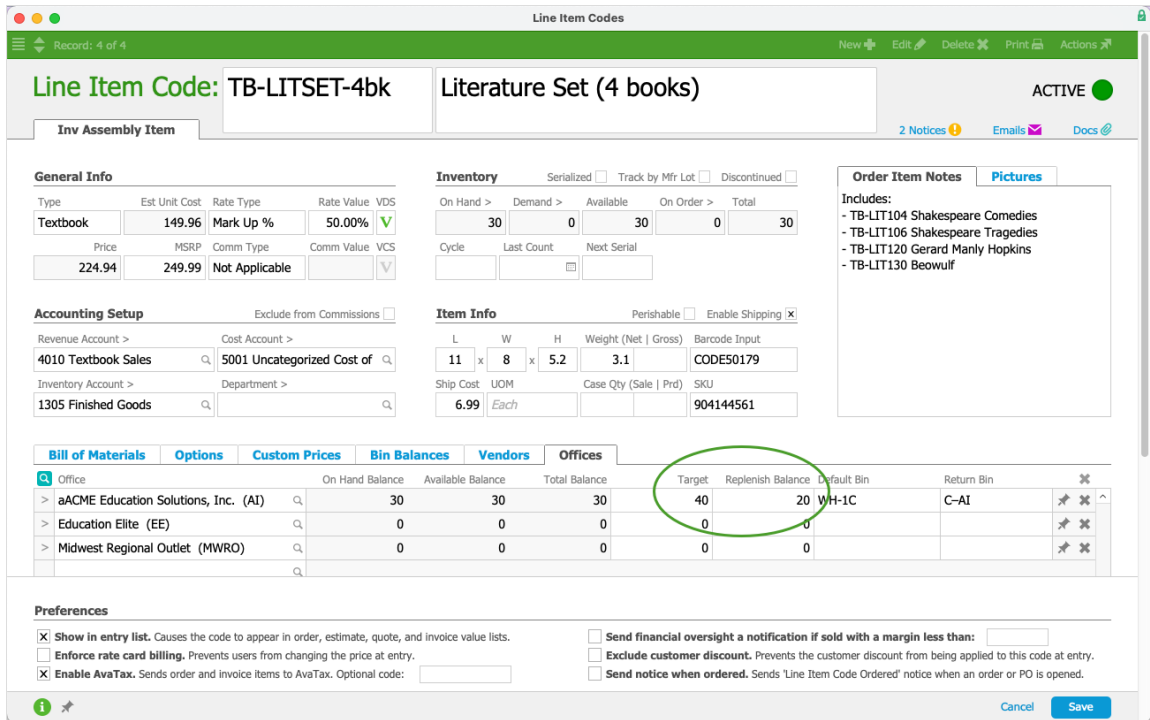 Line Item Codes
Record: 4 of 4
New Edit Delete Print Actions
Line Item Code: TB-LITSET-4bk Literature Set (4 books)
ACTIVE
Inv Assembly Item
2 Notices Emails Docs
General Info
Type Est Unit Cost Rate Type Rate Value VDS
Textbook 149.96 Mark Up % 50.00% V
Price MSRP Comm Type Comm Value VCS
224.94 249.99 Not Applicable V
Inventory Serialized Track by Mfr Lot Discontinued
On Hand > Demand > Available On Order > Total
30 0 30 0 30
Cycle Last Count Next Serial
Order Item Notes Pictures
Includes:
- TB-LIT104 Shakespeare Comedies
- TB-LIT106 Shakespeare Tragedies
- TB-LIT120 Gerard Manly Hopkins
- TB-LIT130 Beowulf
Accounting Setup Exclude from Commissions
Revenue Account > Cost Account >
4010 Textbook Sales 5001 Uncategorized Cost of
Inventory Account > Department >
1305 Finished Goods
Item Info Perishable Enable Shipping
L W H Weight (Net | Gross) Barcode Input
11 x 8 x 5.2 3.1 CODE50179
Ship Cost UOM Case Qty (Sale | Prd) SKU
6.99 Each 904144561
Bill of Materials Options Custom Prices Bin Balances Vendors Offices
Office On Hand Balance Available Balance Total Balance Target Replenish Balance Default Bin Return Bin
> aACME Education Solutions, Inc. (AI) 30 30 30 40 20 WH-1C C–AI
> Education Elite (EE) 0 0 0 0 0
> Midwest Regional Outlet (MWRO) 0 0 0 0 0
Preferences
Show in entry list. Causes the code to appear in order, estimate, quote, and invoice value lists.
Enforce rate card billing. Prevents users from changing the price at entry.
Enable AvaTax. Sends order and invoice items to AvaTax. Optional code:
Send financial oversight a notification if sold with a margin less than:
Exclude customer discount. Prevents the customer discount from being applied to this code at entry.
Send notice when ordered. Sends 'Line Item Code Ordered' notice when an order or PO is opened.
Cancel Save